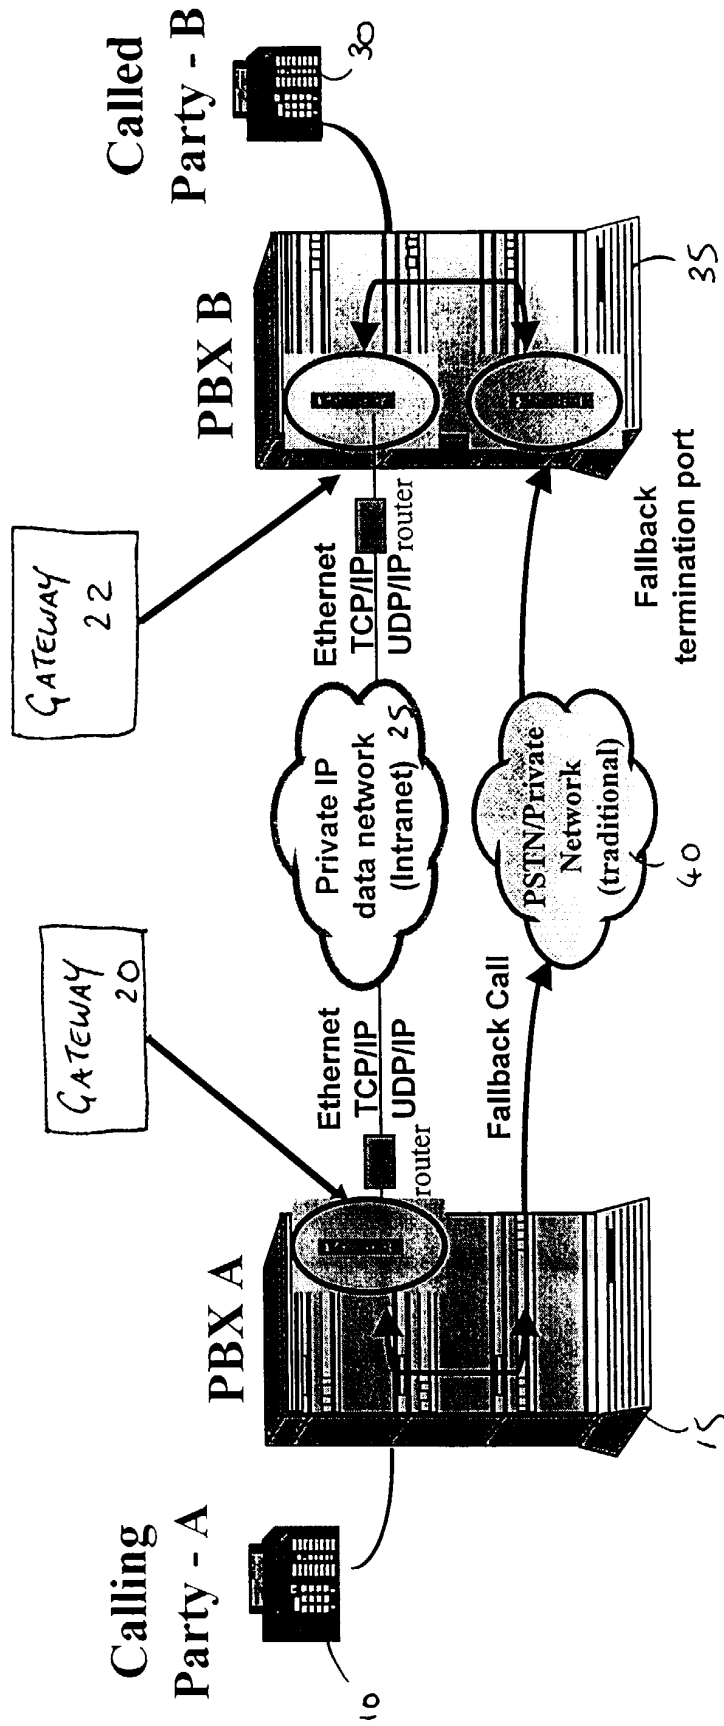 Calling
Party - A
10
PBX A
15
GATEWAY
20
router
Ethernet
TCP/IP
UDP/IP
Private IP
data network
(Intranet) 25
Fallback Call
PSTN/Private
Network
(traditional)
40
GATEWAY
22
Ethernet
TCP/IP
UDP/IP
router
Fallback
termination port
PBX B
35
Called
Party - B
30